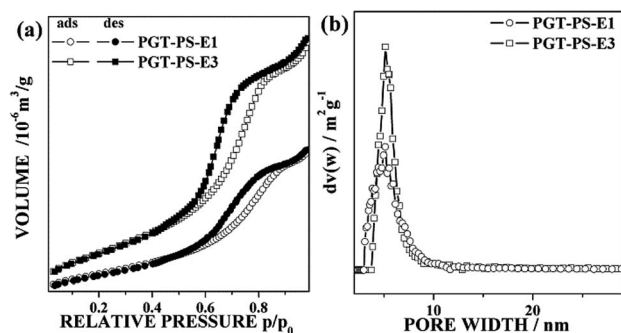 (a)
ads des
PGT-PS-E1
PGT-PS-E3
VOLUME /10⁻⁶m³/g
0.2 0.4 0.6 0.8
RELATIVE PRESSURE p/p₀
(b)
PGT-PS-E1
PGT-PS-E3
dv(w) / m²g⁻¹
10 20
PORE WIDTH / nm